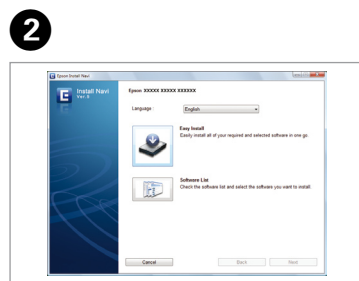 2
Epson Install Navi
Install Navi
Ver.
Epson XXXXX XXXXX XXXXXX
Language :
English
Easy Install
Easily install all of your required and selected software in one go.
Software List
Check the software list and select the software you want to install.
Cancel
Back
Next